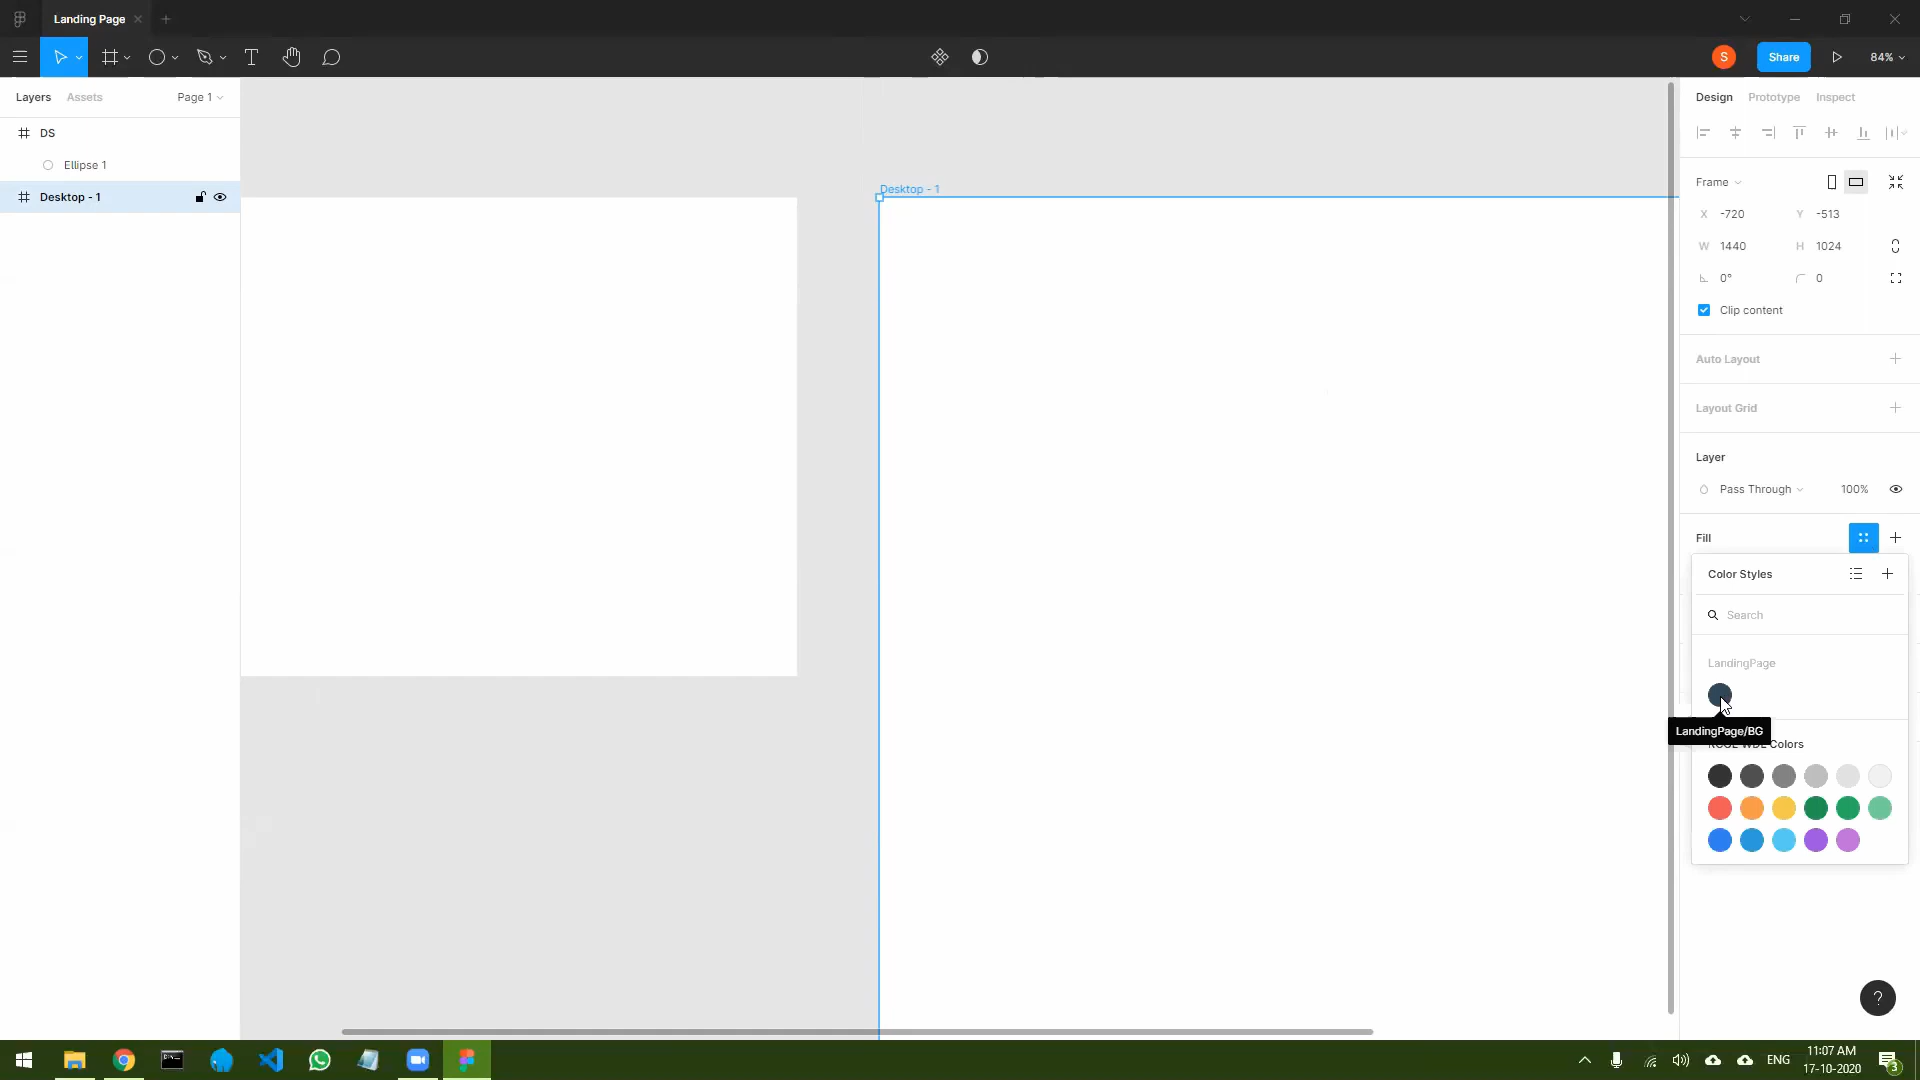 Landing Page
Share
84%
Layers
Assets
Page 1
DS
Ellipse 1
Desktop - 1
Desktop - 1
Design
Prototype
Inspect
Frame
X -720
Y -513
W 1440
H 1024
0°
0
Clip content
Auto Layout
Layout Grid
Layer
Pass Through
100%
Fill
Color Styles
Search
LandingPage
LandingPage/BG
Colors
?
S
ENG
11:07 AM
17-10-2020
3